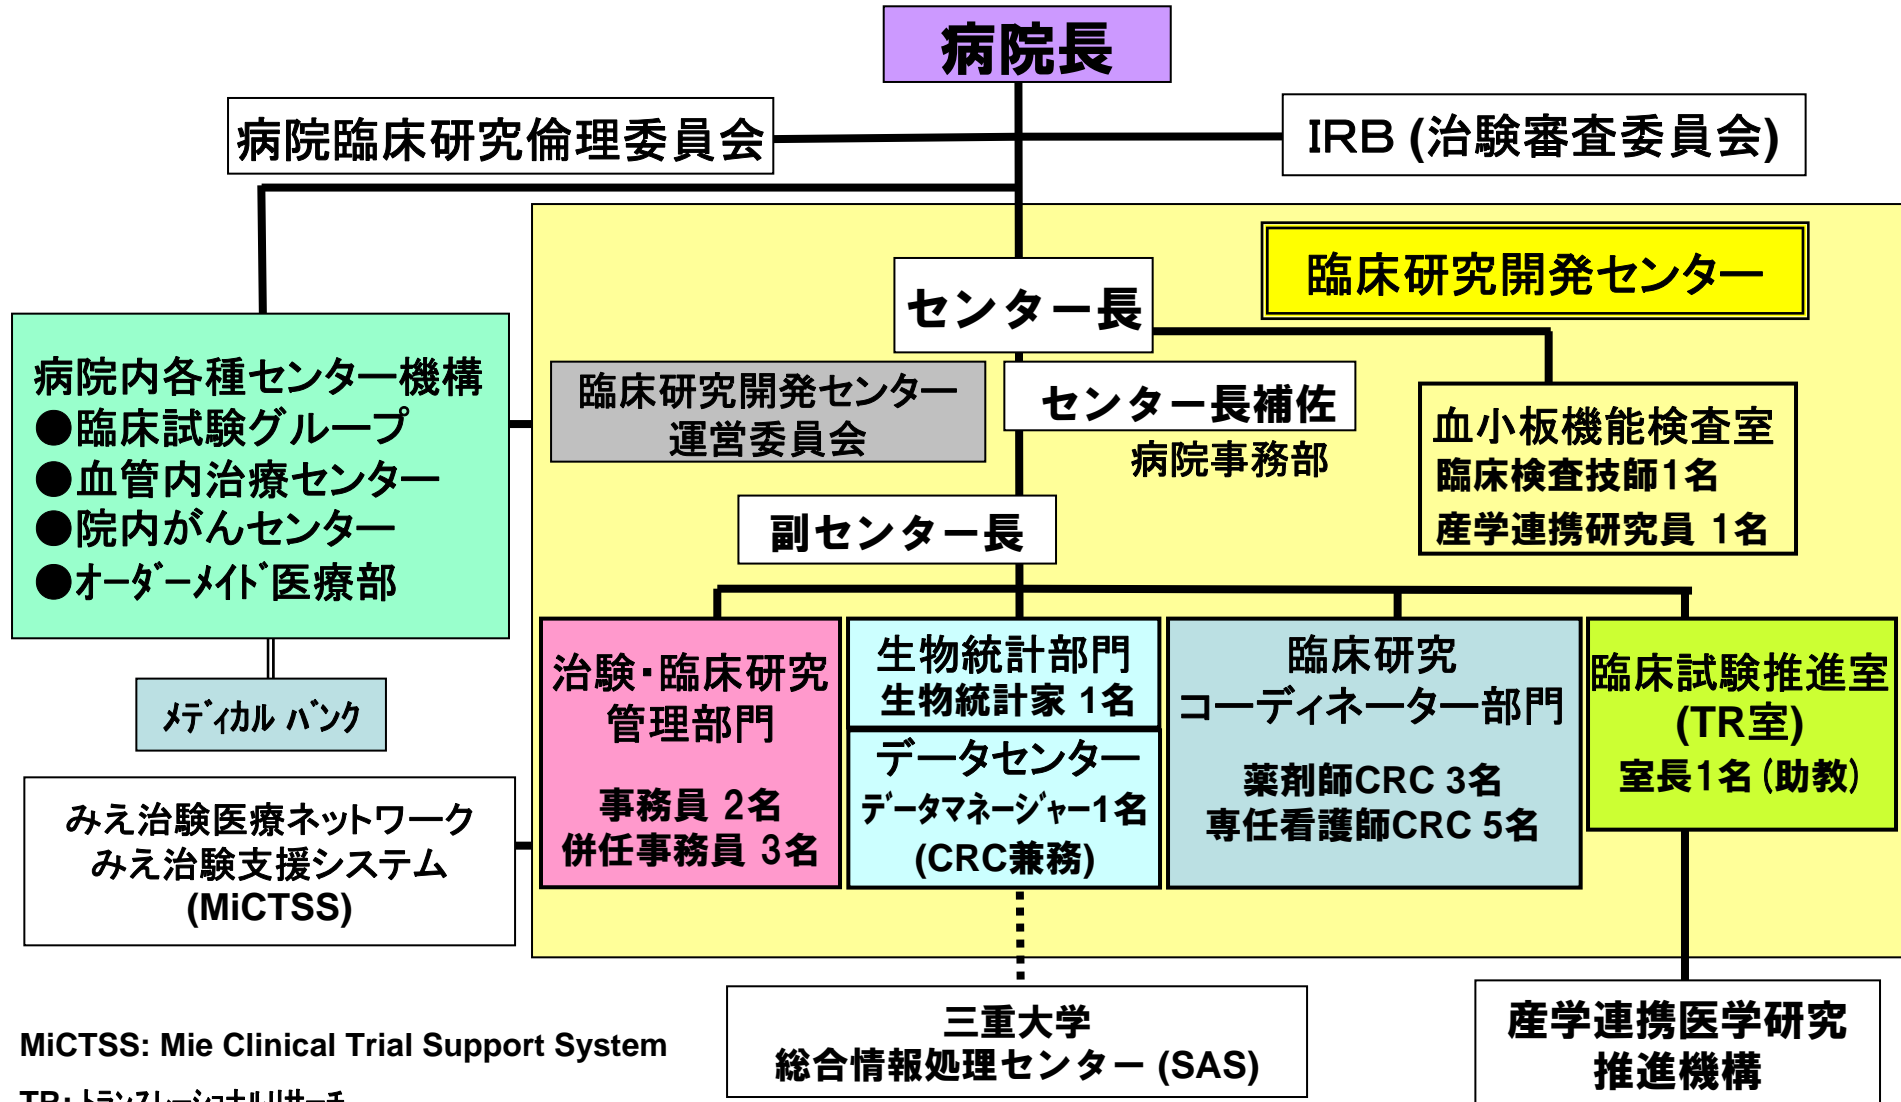 病院長
病院臨床研究倫理委員会
IRB (治験審査委員会)
臨床研究開発センター
センター長
病院内各種センター機構
●臨床試験グループ
●血管内治療センター
●院内がんセンター
●オーダーメイド医療部
臨床研究開発センター
運営委員会
センター長補佐
病院事務部
血小板機能検査室
臨床検査技師1名
産学連携研究員 1名
副センター長
治験・臨床研究
管理部門
事務員 2名
併任事務員 3名
生物統計部門
生物統計家 1名
データセンター
データマネージャー1名
(CRC兼務)
臨床研究
コーディネーター部門
薬剤師CRC 3名
専任看護師CRC 5名
臨床試験推進室
(TR室)
室長1名(助教)
メディカル バンク
みえ治験医療ネットワーク
みえ治験支援システム
(MiCTSS)
三重大学
総合情報処理センター (SAS)
産学連携医学研究
推進機構
MiCTSS: Mie Clinical Trial Support System
TR: トランスレーショナルリサーチ